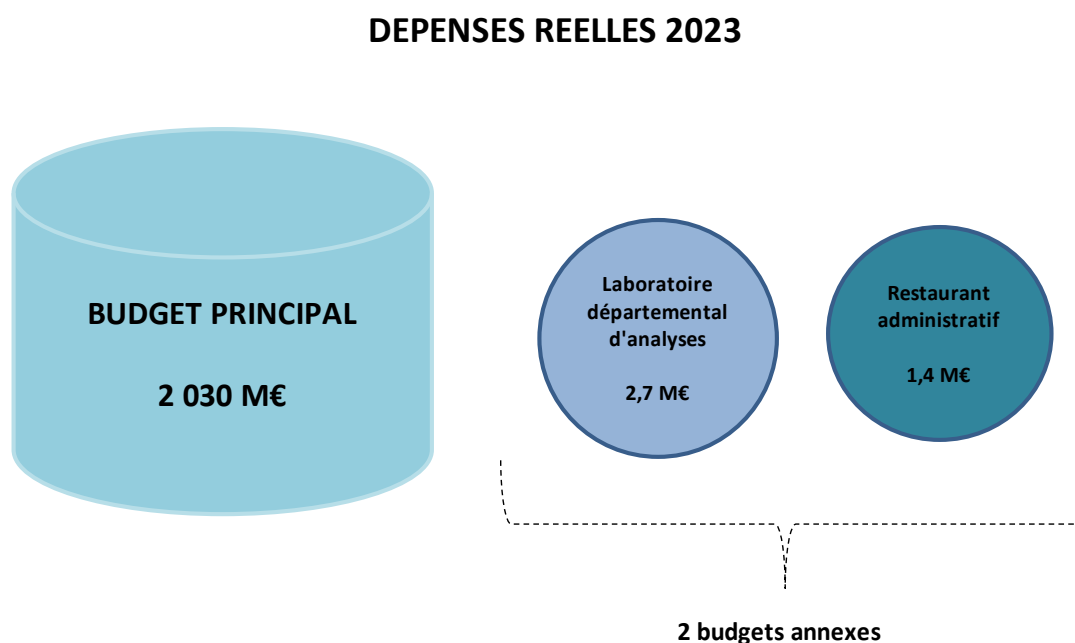 DEPENSES REELLES 2023
BUDGET PRINCIPAL
2 030 M€
Laboratoire
départemental
d'analyses
2,7 M€
Restaurant
administratif
1,4 M€
2 budgets annexes